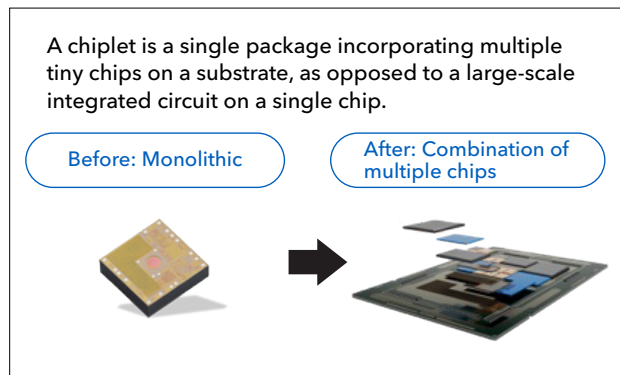 A chiplet is a single package incorporating multiple
tiny chips on a substrate, as opposed to a large-scale
integrated circuit on a single chip.
Before: Monolithic
After: Combination of
multiple chips